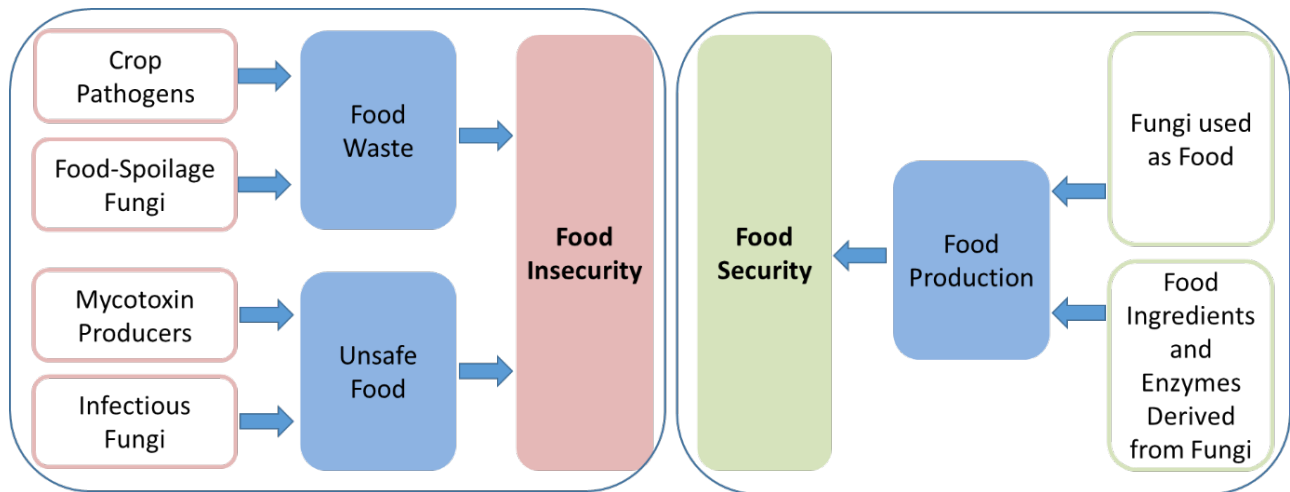 Crop
Pathogens
Food-Spoilage
Fungi
Food
Waste
Mycotoxin
Producers
Infectious
Fungi
Unsafe
Food
Food
Insecurity
Food
Security
Food
Production
Fungi used
as Food
Food
Ingredients
and
Enzymes
Derived
from Fungi